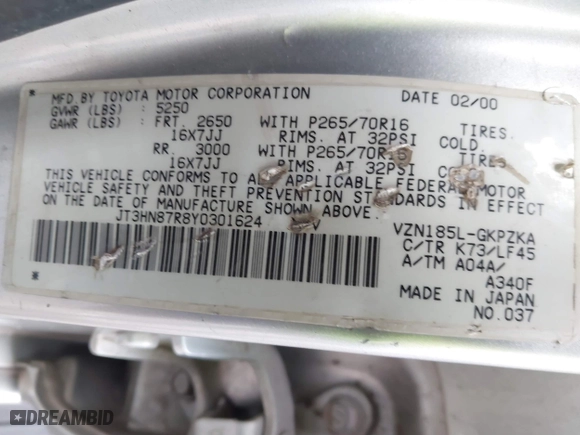 MFD.BY TOYOTA MOTOR CORPORATION DATE 02/00
GVWR (LBS) : 5250
GAWR (LBS) : FRT. 2650 WITH P265/70R16 TIRES.
16X7JJ RIMS. AT 32PSI COLD.
RR. 3000 WITH P265/70R16 TIRES
16X7JJ RIMS. AT 32PSI
THIS VEHICLE CONFORMS TO ALL APPLICABLE FEDERAL MOTOR
VEHICLE SAFETY AND THEFT PREVENTION STANDARDS IN EFFECT
ON THE DATE OF MANUFACTURE SHOWN ABOVE.
JT3HN87R8Y0301624 VZN185L-GKPZKA
C/TR K73/LF45
A/TM A04A/
A340F
MADE IN JAPAN
NO.037
DREAMBID